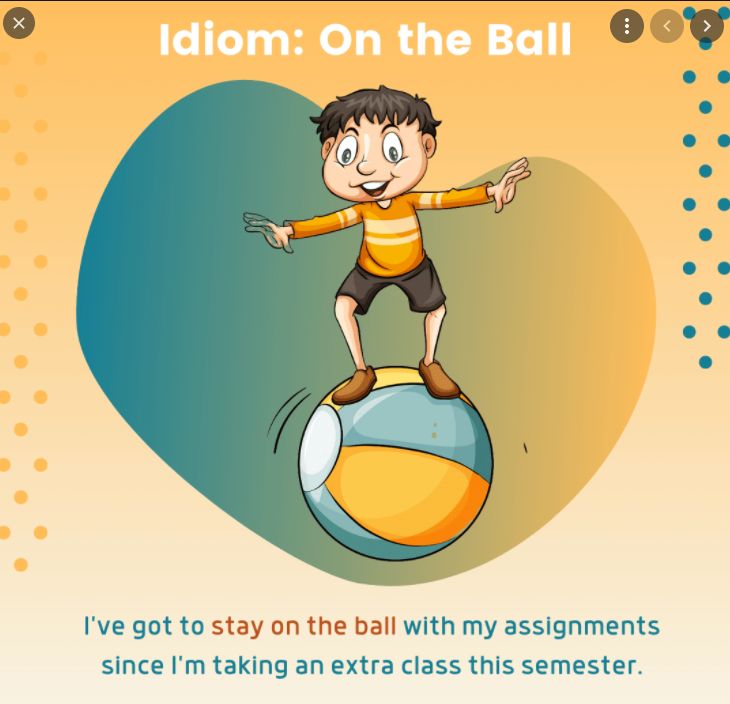 Idiom: On the Ball
I've got to stay on the ball with my assignments
since I'm taking an extra class this semester.